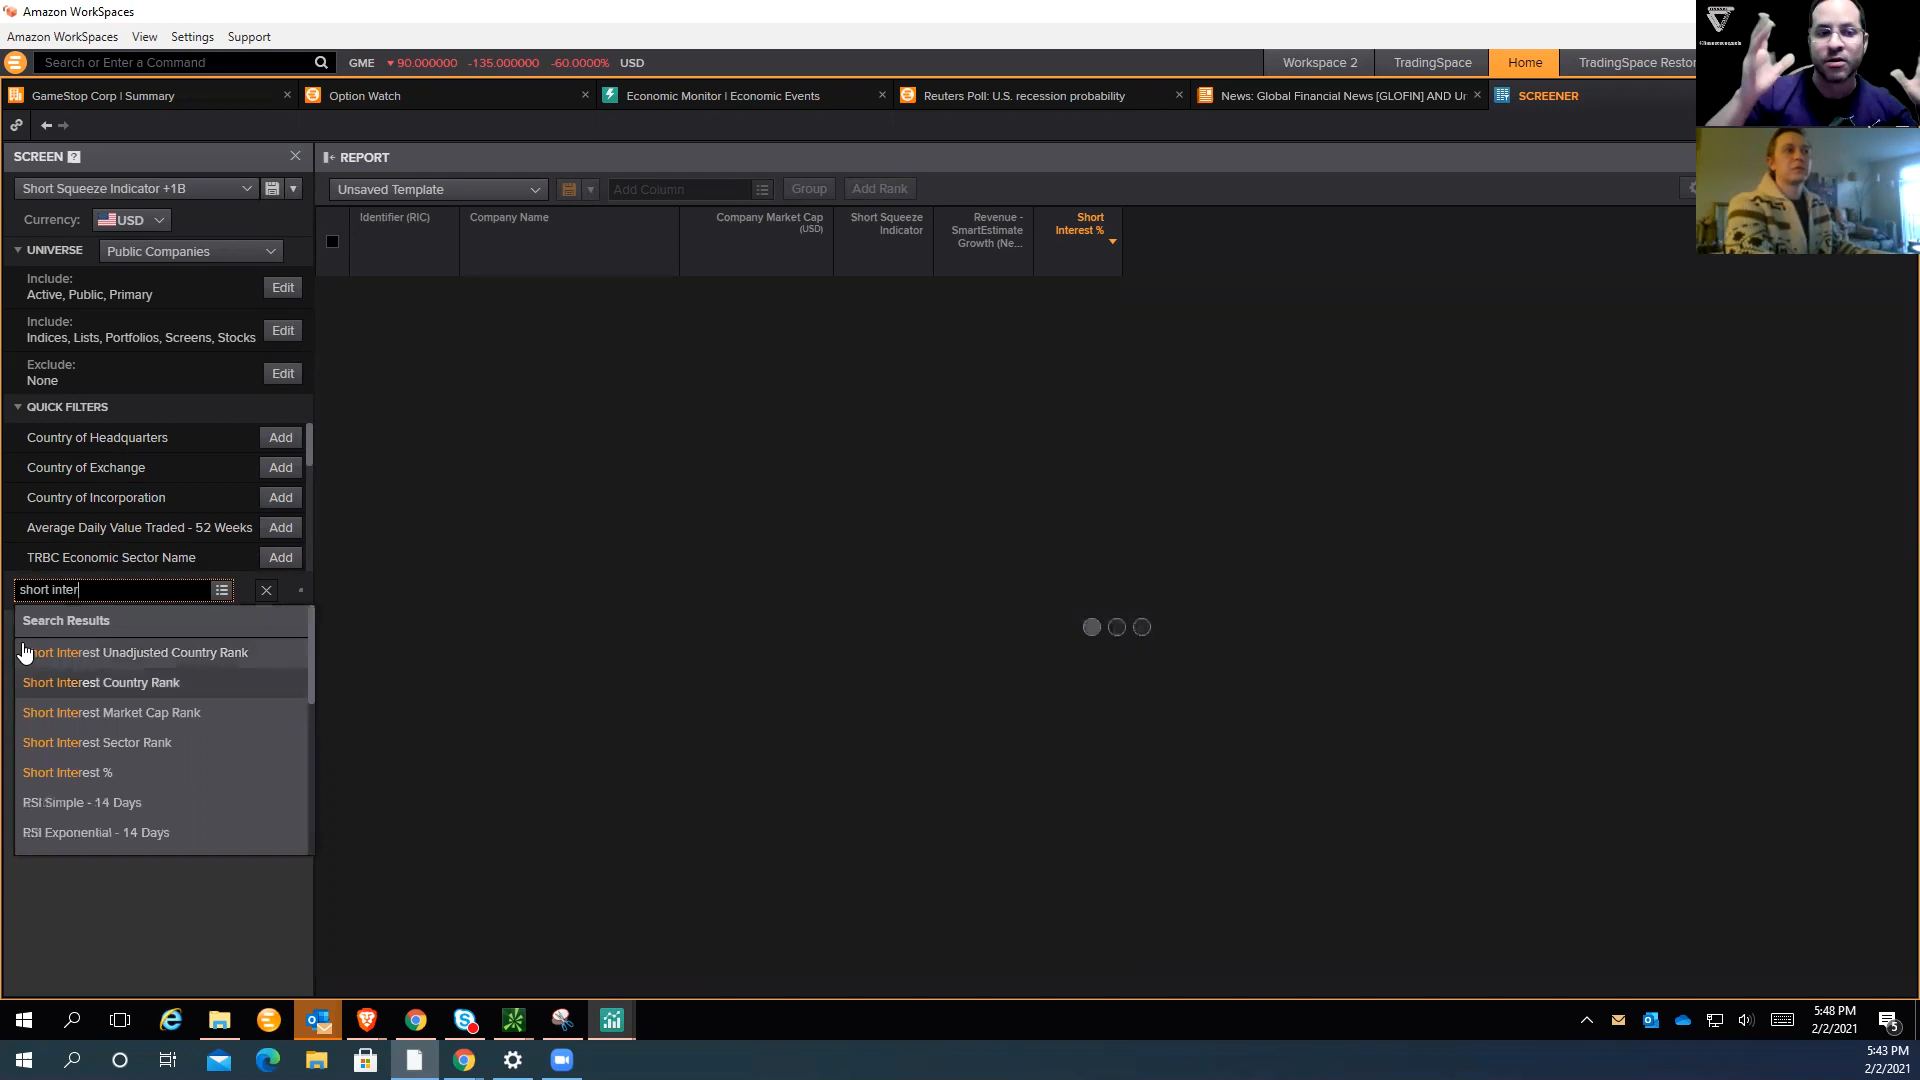 Amazon WorkSpaces
Amazon WorkSpaces View Settings Support
Search or Enter a Command GME 90.000000 -135.000000 -60.0000% USD Workspace 2 TradingSpace Home TradingSpace Restor
GameStop Corp | Summary Option Watch Economic Monitor | Economic Events Reuters Poll: U.S. recession probability News: Global Financial News [GLOFIN] AND Ur SCREENER
SCREEN ? REPORT
Short Squeeze Indicator +1B Unsaved Template Add Column Group Add Rank
Currency: USD
Identifier (RIC) Company Name Company Market Cap (USD) Short Squeeze Indicator Revenue - SmartEstimate Growth (Ne... Short Interest %
UNIVERSE Public Companies
Include:
Active, Public, Primary Edit
Include:
Indices, Lists, Portfolios, Screens, Stocks Edit
Exclude:
None Edit
QUICK FILTERS
Country of Headquarters Add
Country of Exchange Add
Country of Incorporation Add
Average Daily Value Traded - 52 Weeks Add
TRBC Economic Sector Name Add
short inter
Search Results
Short Interest Unadjusted Country Rank
Short Interest Country Rank
Short Interest Market Cap Rank
Short Interest Sector Rank
Short Interest %
RSI Simple - 14 Days
RSI Exponential - 14 Days
5:48 PM
2/2/2021
5
5:43 PM
2/2/2021